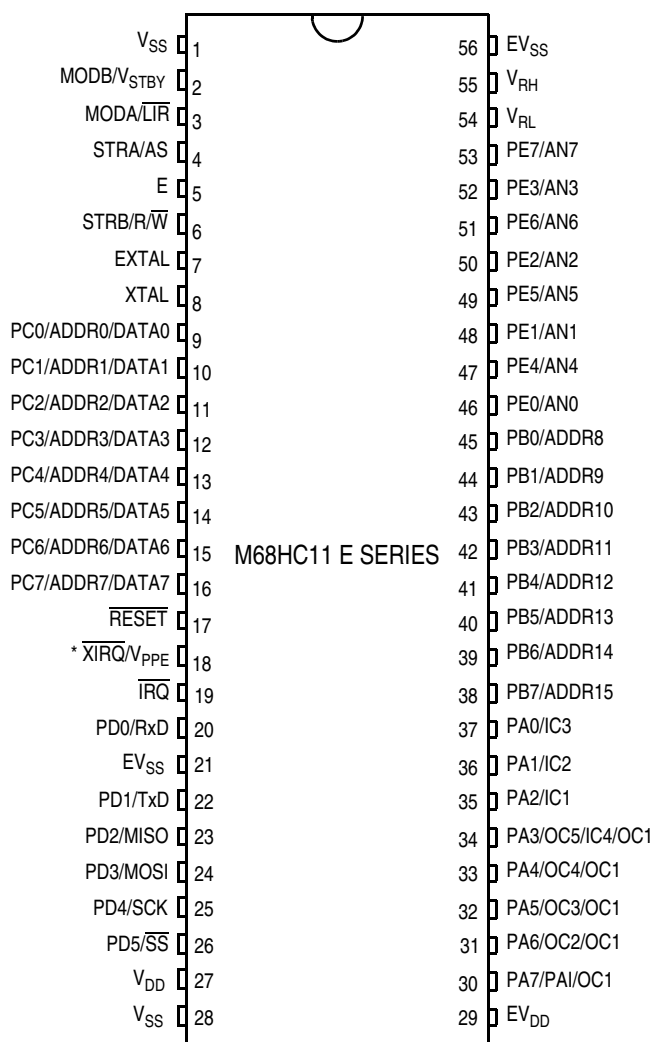 V_SS 1 56 EV_SS
MODB/V_STBY 2 55 V_RH
MODA/L̅I̅R̅ 3 54 V_RL
STRA/AS 4 53 PE7/AN7
E 5 52 PE3/AN3
STRB/R/W̅ 6 51 PE6/AN6
EXTAL 7 50 PE2/AN2
XTAL 8 49 PE5/AN5
PC0/ADDR0/DATA0 9 48 PE1/AN1
PC1/ADDR1/DATA1 10 47 PE4/AN4
PC2/ADDR2/DATA2 11 46 PE0/AN0
PC3/ADDR3/DATA3 12 45 PB0/ADDR8
PC4/ADDR4/DATA4 13 44 PB1/ADDR9
PC5/ADDR5/DATA5 14 43 PB2/ADDR10
PC6/ADDR6/DATA6 15 M68HC11 E SERIES 42 PB3/ADDR11
PC7/ADDR7/DATA7 16 41 PB4/ADDR12
R̅E̅S̅E̅T̅ 17 40 PB5/ADDR13
* X̅I̅R̅Q̅/V_PPE 18 39 PB6/ADDR14
I̅R̅Q̅ 19 38 PB7/ADDR15
PD0/RxD 20 37 PA0/IC3
EV_SS 21 36 PA1/IC2
PD1/TxD 22 35 PA2/IC1
PD2/MISO 23 34 PA3/OC5/IC4/OC1
PD3/MOSI 24 33 PA4/OC4/OC1
PD4/SCK 25 32 PA5/OC3/OC1
PD5/S̅S̅ 26 31 PA6/OC2/OC1
V_DD 27 30 PA7/PAI/OC1
V_SS 28 29 EV_DD